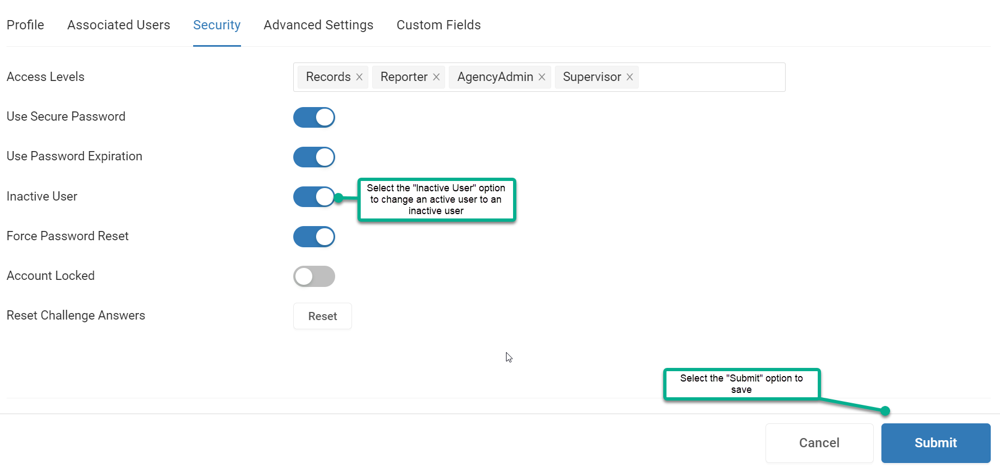 Profile Associated Users Security Advanced Settings Custom Fields
Access Levels Records Reporter AgencyAdmin Supervisor
Use Secure Password
Use Password Expiration
Inactive User
Select the "Inactive User" option
to change an active user to an
inactive user
Force Password Reset
Account Locked
Reset Challenge Answers Reset
Select the "Submit" option to
save
Cancel Submit